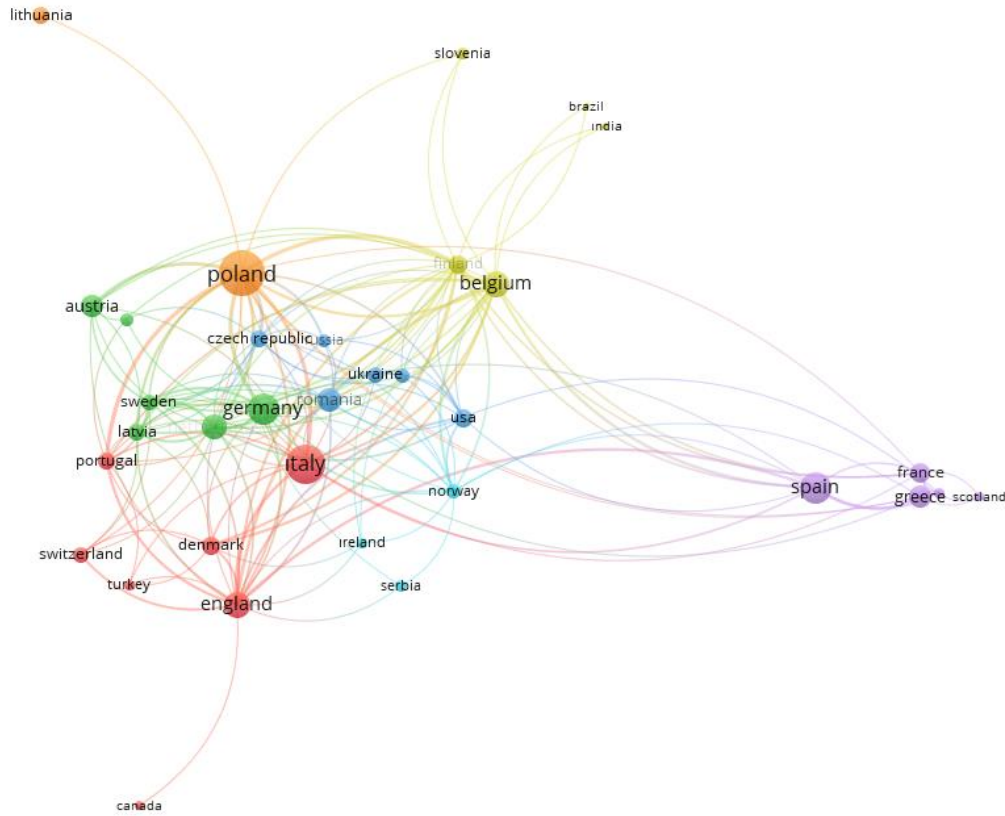 lithuania
slovenia
brazil
india
finland
poland
belgium
austria
czech republic
russia
ukraine
romania
sweden
germany
usa
latvia
portugal
italy
france
spain
norway
greece
scotland
ireland
denmark
switzerland
turkey
serbia
england
canada